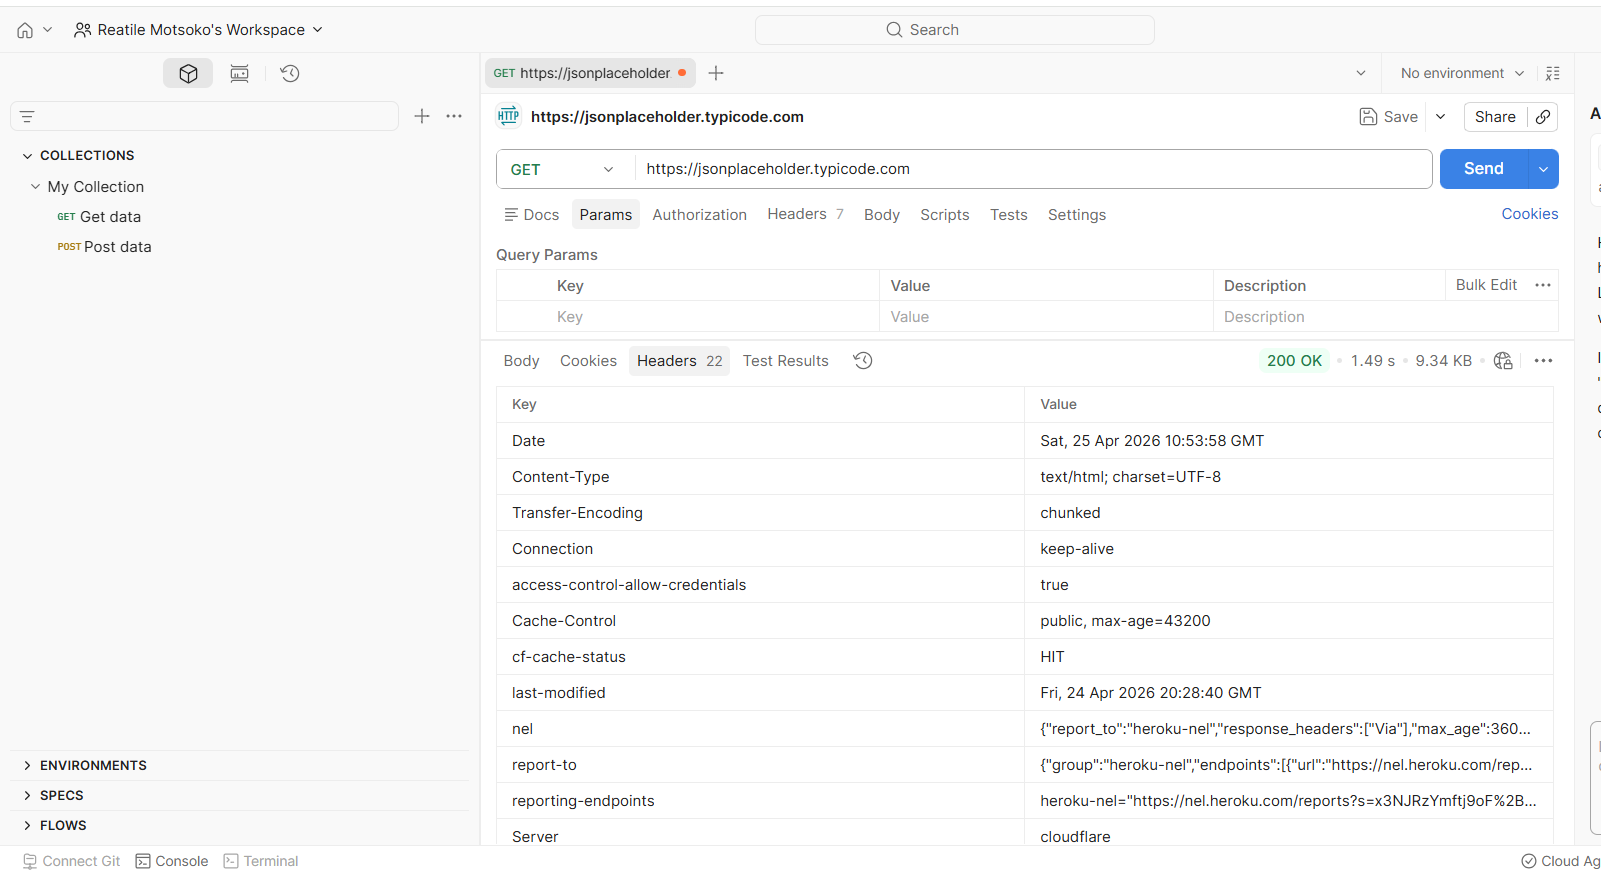 Reatile Motsoko's Workspace
Search
GET https://jsonplaceholder
No environment
COLLECTIONS
My Collection
GET Get data
POST Post data
ENVIRONMENTS
SPECS
FLOWS
HTTP https://jsonplaceholder.typicode.com
Save
Share
GET https://jsonplaceholder.typicode.com
Send
Docs Params Authorization Headers 7 Body Scripts Tests Settings
Cookies
Query Params
Key Value Description Bulk Edit
Key Value Description
Body Cookies Headers 22 Test Results
200 OK • 1.49 s • 9.34 KB
Key Value
Date Sat, 25 Apr 2026 10:53:58 GMT
Content-Type text/html; charset=UTF-8
Transfer-Encoding chunked
Connection keep-alive
access-control-allow-credentials true
Cache-Control public, max-age=43200
cf-cache-status HIT
last-modified Fri, 24 Apr 2026 20:28:40 GMT
nel {"report_to":"heroku-nel","response_headers":["Via"],"max_age":360...
report-to {"group":"heroku-nel","endpoints":[{"url":"https://nel.heroku.com/rep...
reporting-endpoints heroku-nel="https://nel.heroku.com/reports?s=x3NJRzYmftj9oF%2B...
Server cloudflare
Connect Git Console Terminal
Cloud Ag